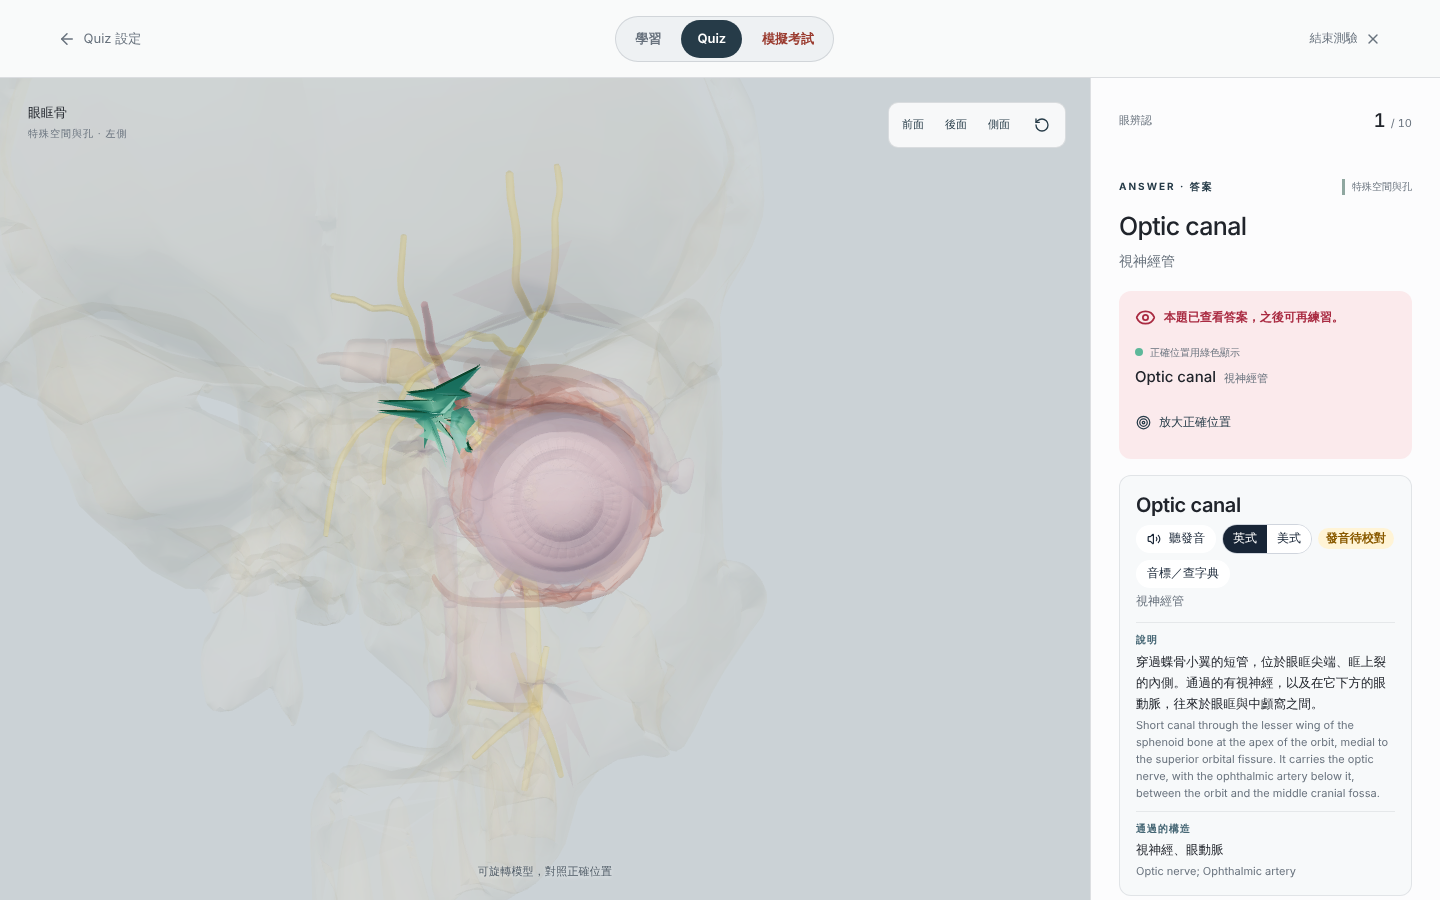 Quiz 設定
學習
Quiz
模擬考試
結束測驗
眼眶骨
特殊空間與孔 · 左側
前面
後面
側面
眼辨認
1 / 10
ANSWER · 答案
特殊空間與孔
Optic canal
視神經管
本題已查看答案，之後可再練習。
正確位置用綠色顯示
Optic canal 視神經管
放大正確位置
Optic canal
聽發音
英式
美式
發音待校對
音標／查字典
視神經管
說明
穿過蝶骨小翼的短管，位於眼眶尖端、眶上裂
的內側。通過的有視神經，以及在它下方的眼
動脈，往來於眼眶與中顱窩之間。
Short canal through the lesser wing of the
sphenoid bone at the apex of the orbit, medial to
the superior orbital fissure. It carries the optic
nerve, with the ophthalmic artery below it,
between the orbit and the middle cranial fossa.
通過的構造
視神經、眼動脈
Optic nerve; Ophthalmic artery
可旋轉模型，對照正確位置